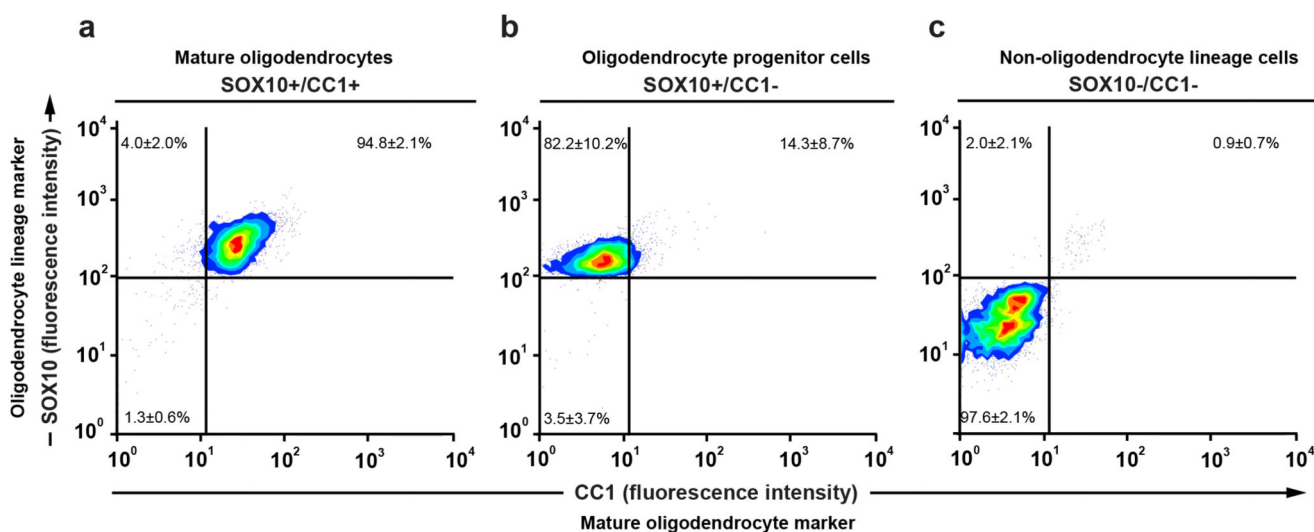 a
Mature oligodendrocytes
SOX10+/CC1+
b
Oligodendrocyte progenitor cells
SOX10+/CC1-
c
Non-oligodendrocyte lineage cells
SOX10-/CC1-
Oligodendrocyte lineage marker
— SOX10 (fluorescence intensity) →
10⁴
10³
10²
10¹
10⁰
4.0±2.0%
94.8±2.1%
1.3±0.6%
10⁰ 10¹ 10² 10³ 10⁴
10⁴
10³
10²
10¹
10⁰
82.2±10.2%
14.3±8.7%
3.5±3.7%
10⁰ 10¹ 10² 10³ 10⁴
10⁴
10³
10²
10¹
10⁰
2.0±2.1%
0.9±0.7%
97.6±2.1%
10⁰ 10¹ 10² 10³ 10⁴
CC1 (fluorescence intensity)
Mature oligodendrocyte marker